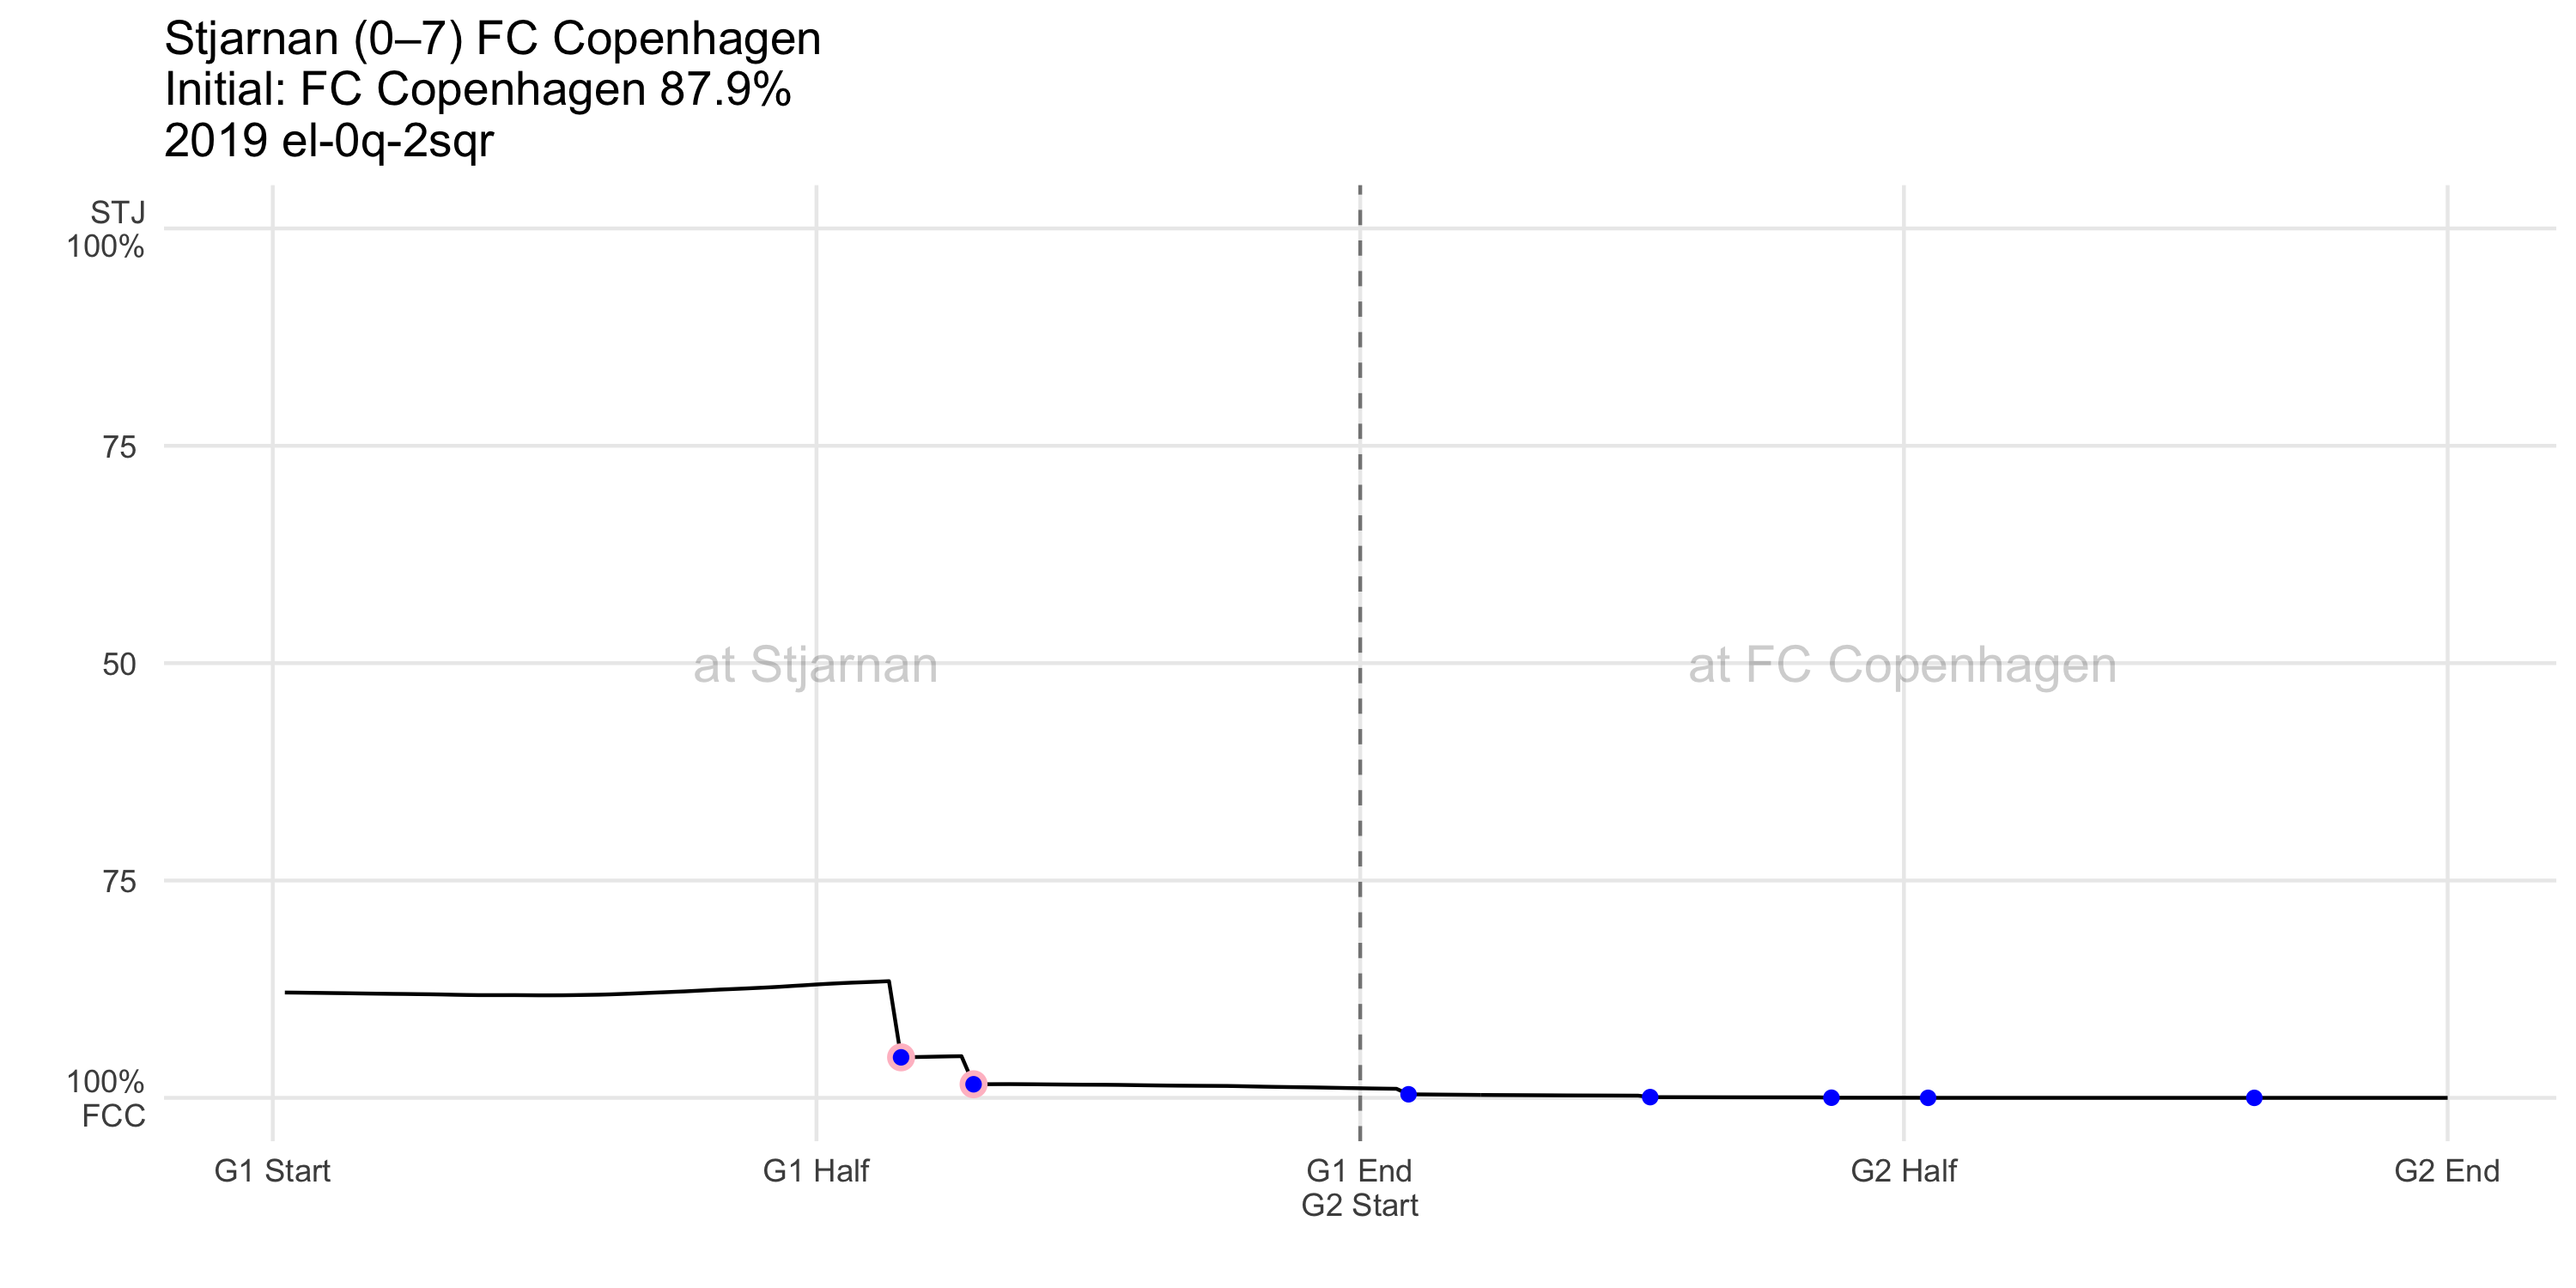 Stjarnan (0–7) FC Copenhagen
Initial: FC Copenhagen 87.9%
2019 el-0q-2sqr
STJ
100%
75
50
75
100%
FCC
at Stjarnan
at FC Copenhagen
G1 Start
G1 Half
G1 End
G2 Start
G2 Half
G2 End